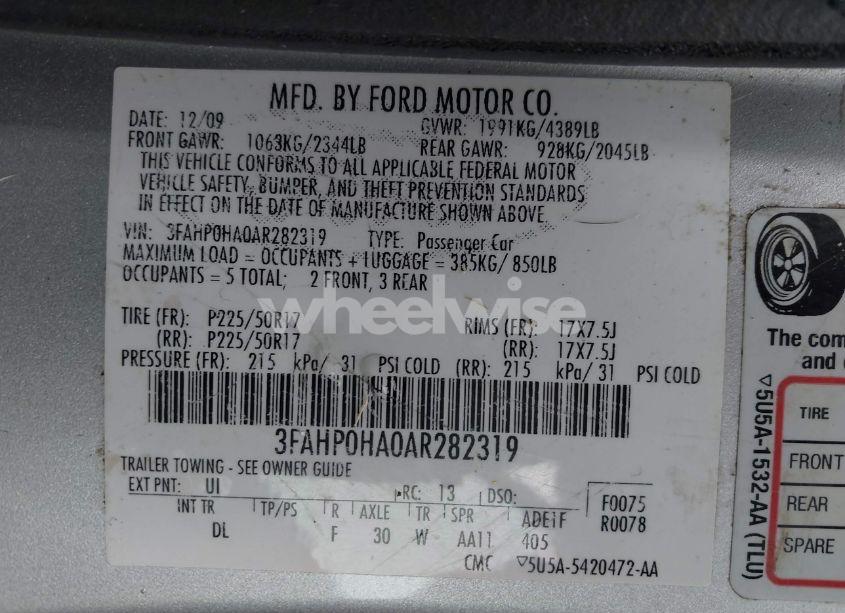 MFD. BY FORD MOTOR CO.
DATE: 12/09 GVWR: 1991KG/4389LB
FRONT GAWR: 1063KG/2344LB REAR GAWR: 928KG/2045LB
THIS VEHICLE CONFORMS TO ALL APPLICABLE FEDERAL MOTOR
VEHICLE SAFETY, BUMPER, AND THEFT PREVENTION STANDARDS
IN EFFECT ON THE DATE OF MANUFACTURE SHOWN ABOVE.
VIN: 3FAHP0HA0AR282319 TYPE: Passenger Car
MAXIMUM LOAD = OCCUPANTS + LUGGAGE = 385KG/ 850LB
OCCUPANTS = 5 TOTAL; 2 FRONT, 3 REAR
wheelwise
TIRE (FR): P225/50R17 RIMS (FR): 17X7.5J
(RR): P225/50R17 (RR): 17X7.5J
PRESSURE (FR): 215 kPa/ 31 PSI COLD (RR): 215 kPa/ 31 PSI COLD
3FAHP0HA0AR282319
TRAILER TOWING - SEE OWNER GUIDE
EXT PNT: UI RC: 13 DSO: F0075
INT TR TP/PS R AXLE TR SPR ADE1F R0078
DL F 30 W AA11 405
CMC ▽5U5A-5420472-AA
The com
and
TIRE
FRONT
REAR
SPARE
▽5U5A-1532-AA (TLU)